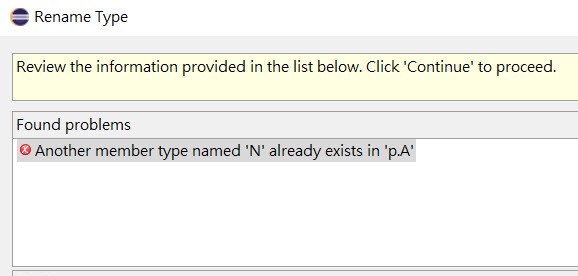 Rename Type
Review the information provided in the list below. Click 'Continue' to proceed.
Found problems
Another member type named 'N' already exists in 'p.A'